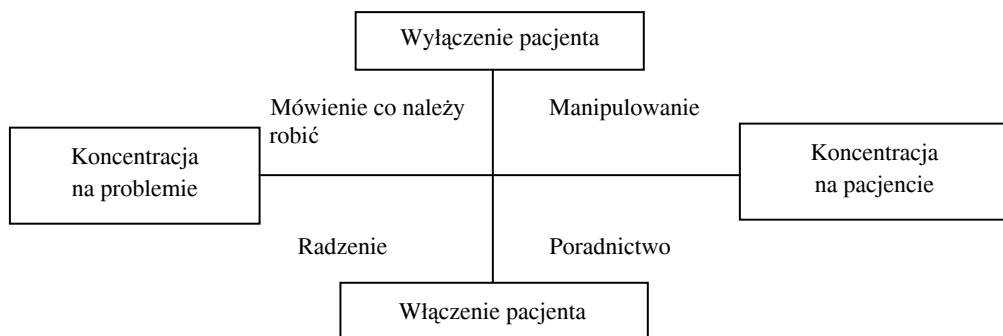 Wyłączenie pacjenta
Mówienie co należy
robić
Manipulowanie
Koncentracja
na problemie
Koncentracja
na pacjencie
Radzenie
Poradnictwo
Włączenie pacjenta